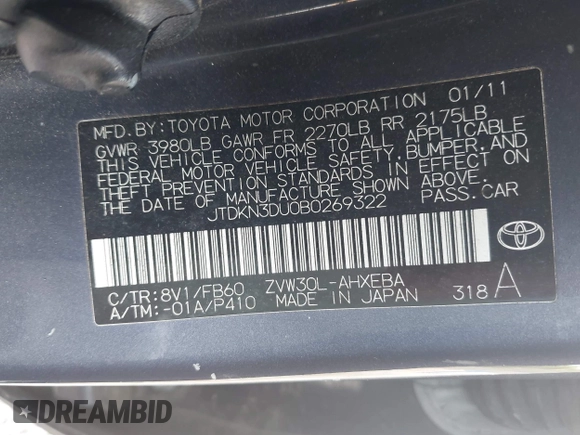 MFD. BY: TOYOTA MOTOR CORPORATION 01/11
GVWR 3980LB GAWR FR 2270LB RR 2175LB
THIS VEHICLE CONFORMS TO ALL APPLICABLE
FEDERAL MOTOR VEHICLE SAFETY, BUMPER, AND
THEFT PREVENTION STANDARDS IN EFFECT ON
THE DATE OF MANUFACTURE SHOWN ABOVE.
JTDKN3DU0B0269322 PASS. CAR
C/TR: 8V1/FB60 ZVW30L-AHXEBA
A/TM: -01A/P410 MADE IN JAPAN 318 A
TOYOTA
DREAMBID